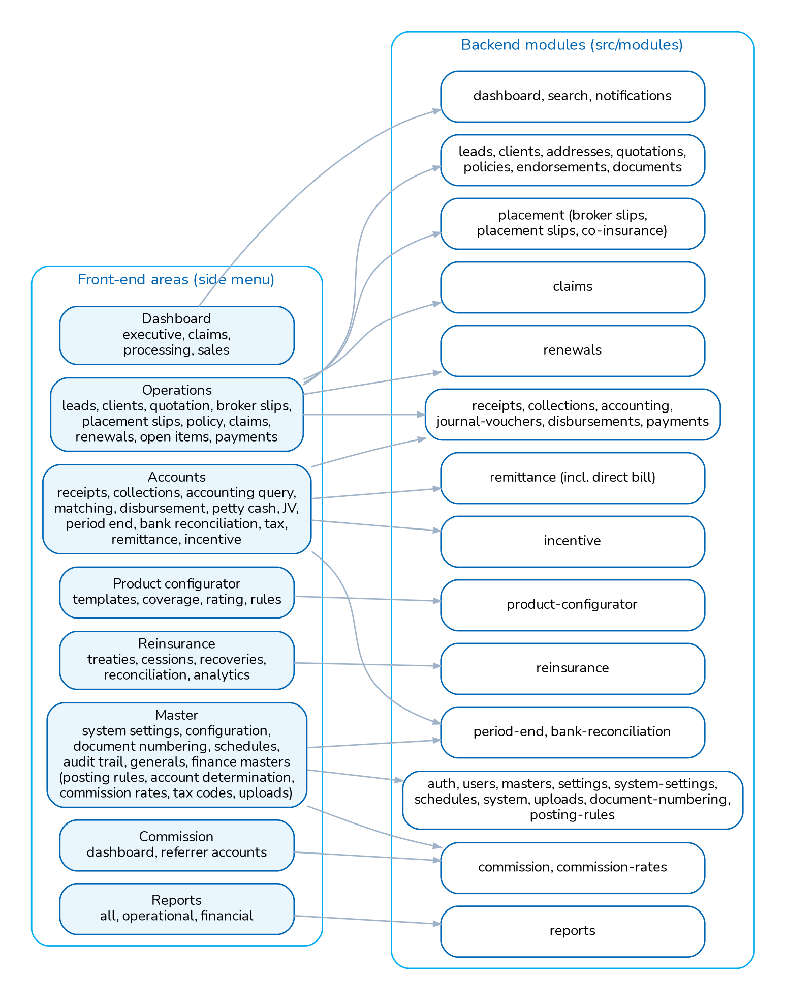 Front-end areas (side menu)
Dashboard
executive, claims,
processing, sales
Operations
leads, clients, quotation, broker slips,
placement slips, policy, claims,
renewals, open items, payments
Accounts
receipts, collections, accounting query,
matching, disbursement, petty cash, JV,
period end, bank reconciliation, tax,
remittance, incentive
Product configurator
templates, coverage, rating, rules
Reinsurance
treaties, cessions, recoveries,
reconciliation, analytics
Master
system settings, configuration,
document numbering, schedules,
audit trail, generals, finance masters
(posting rules, account determination,
commission rates, tax codes, uploads)
Commission
dashboard, referrer accounts
Reports
all, operational, financial
Backend modules (src/modules)
dashboard, search, notifications
leads, clients, addresses, quotations,
policies, endorsements, documents
placement (broker slips,
placement slips, co-insurance)
claims
renewals
receipts, collections, accounting,
journal-vouchers, disbursements, payments
remittance (incl. direct bill)
incentive
product-configurator
reinsurance
period-end, bank-reconciliation
auth, users, masters, settings, system-settings,
schedules, system, uploads, document-numbering,
posting-rules
commission, commission-rates
reports